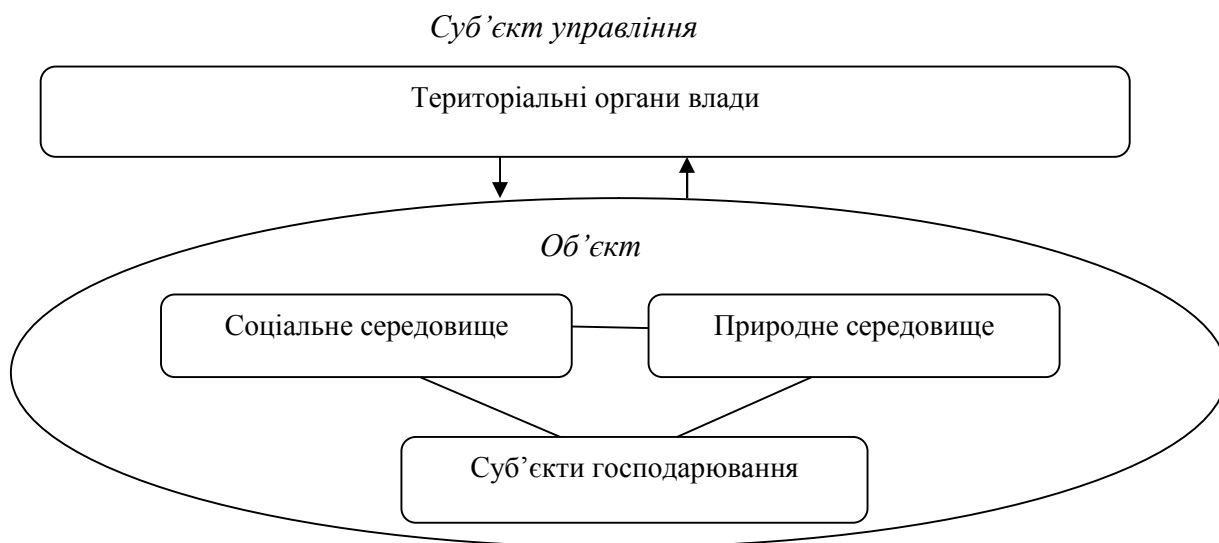 Суб’єкт управління
Територіальні органи влади
Об’єкт
Соціальне середовище
Природне середовище
Суб’єкти господарювання